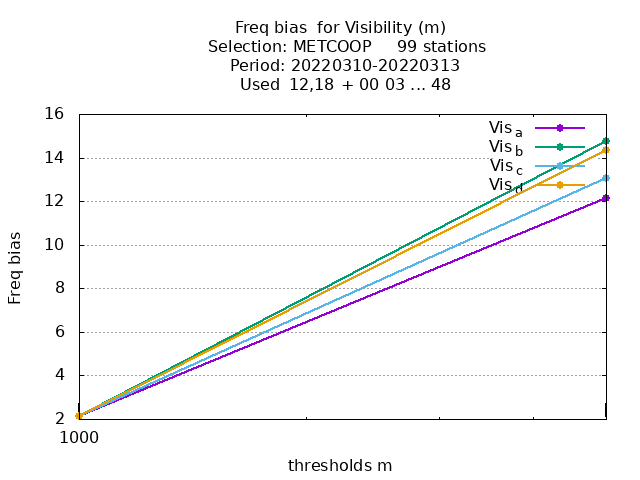 Freq bias  for Visibility (m)
Selection: METCOOP     99 stations
Period: 20220310-20220313
Used  12,18 + 00 03 ... 48
Freq bias
16
14
12
10
8
6
4
2
Vis a
Vis b
Vis c
Vis d
1000
thresholds m